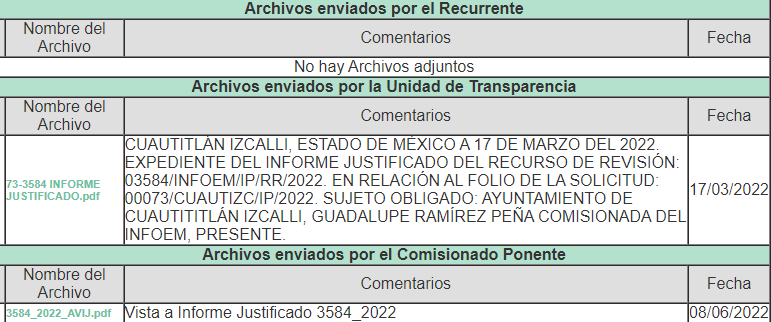 Archivos enviados por el Recurrente
Nombre del Archivo Comentarios Fecha
No hay Archivos adjuntos
Archivos enviados por la Unidad de Transparencia
Nombre del Archivo Comentarios Fecha
73-3584 INFORME JUSTIFICADO.pdf
CUAUTITLÁN IZCALLI, ESTADO DE MÉXICO A 17 DE MARZO DEL 2022.
EXPEDIENTE DEL INFORME JUSTIFICADO DEL RECURSO DE REVISIÓN:
03584/INFOEM/IP/RR/2022. EN RELACIÓN AL FOLIO DE LA SOLICITUD:
00073/CUAUTIZC/IP/2022. SUJETO OBLIGADO: AYUNTAMIENTO DE
CUAUTITITLÁN IZCALLI, GUADALUPE RAMÍREZ PEÑA COMISIONADA DEL
INFOEM, PRESENTE.
17/03/2022
Archivos enviados por el Comisionado Ponente
Nombre del Archivo Comentarios Fecha
3584_2022_AVIJ.pdf Vista a Informe Justificado 3584_2022 08/06/2022